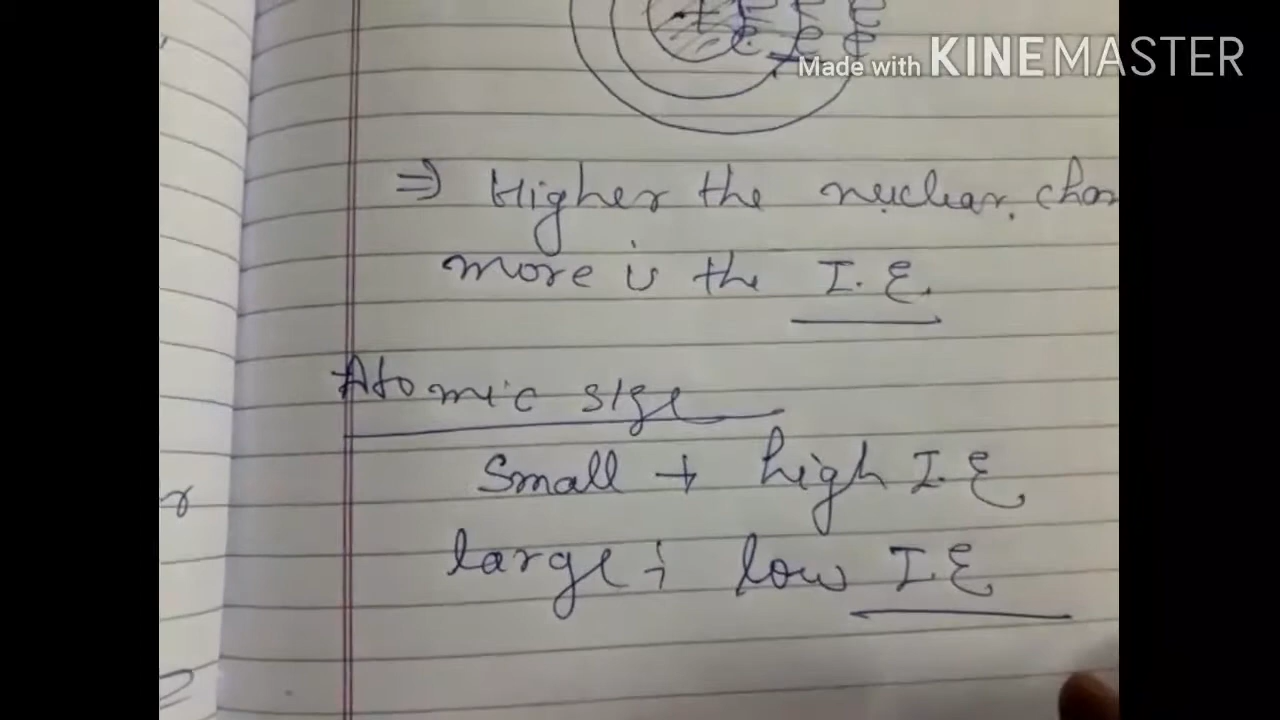 Made with KINEMASTER
⇒ Higher the nuclear. char
more is the I.E.
Atomic size
Small → high I.E
large ; low I.E